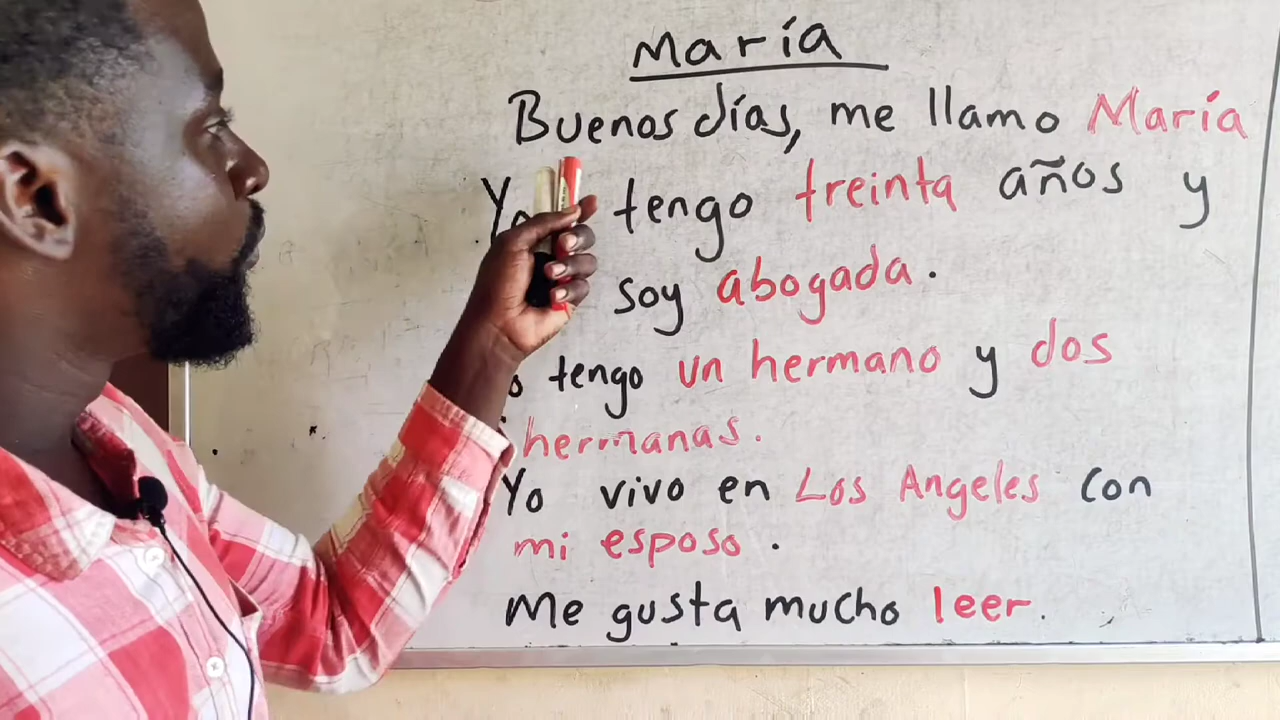 María
Buenos días, me llamo María
Yo tengo treinta años y
soy abogada.
tengo un hermano y dos
hermanas.
Yo vivo en Los Angeles con
mi esposo.
Me gusta mucho leer.